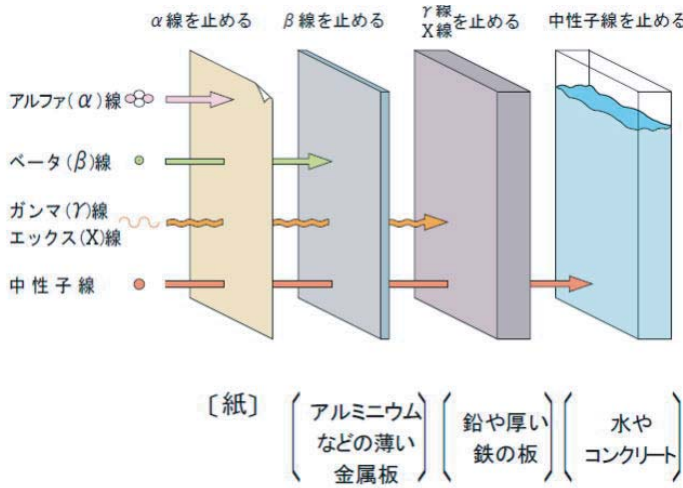 α線を止める
β線を止める
γ線
X線
を止める
中性子線を止める
アルファ(α)線
ベータ(β)線
ガンマ(γ)線
エックス(X)線
中性子線
〔紙〕
アルミニウム
などの薄い
金属板
鉛や厚い
鉄の板
水や
コンクリート